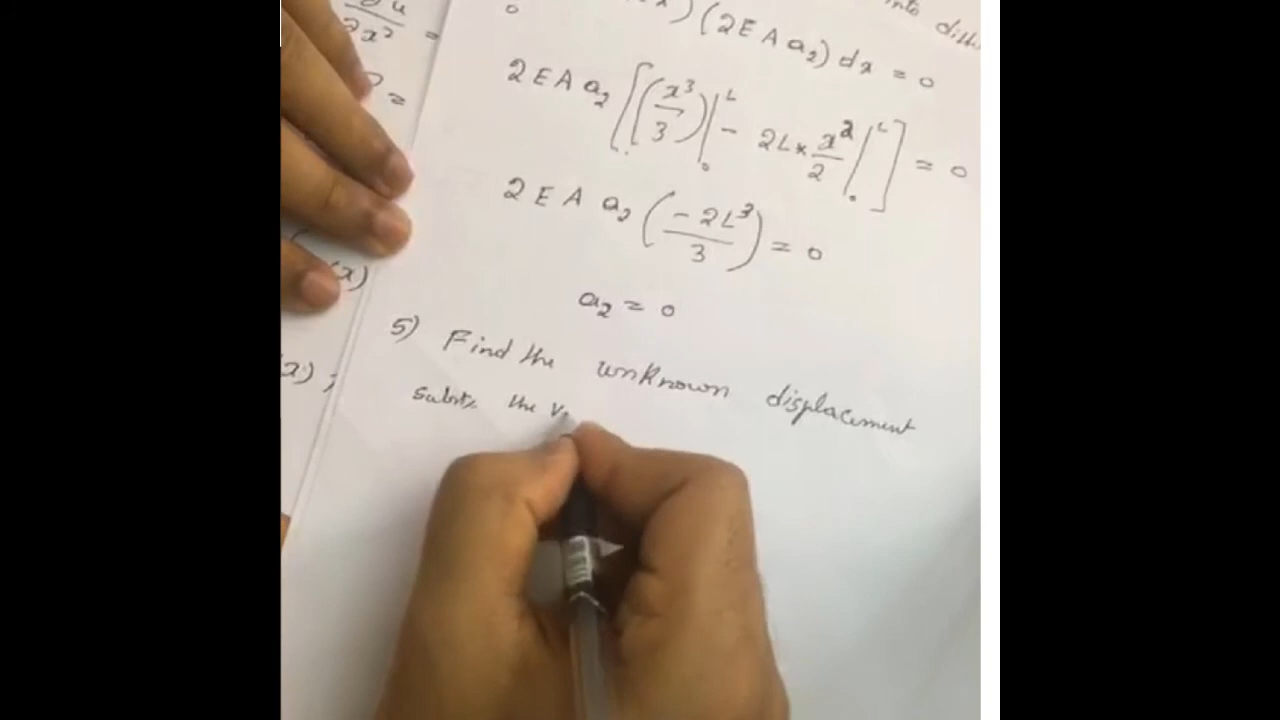 into
) (2EAa₂) dx = 0
2EAa₂ [(x³/3)|₀ᴸ - 2L × x²/2 |₀ᴸ] = 0
2EAa₂ (-2L³/3) = 0
a₂ = 0
5) Find the unknown displacement
the